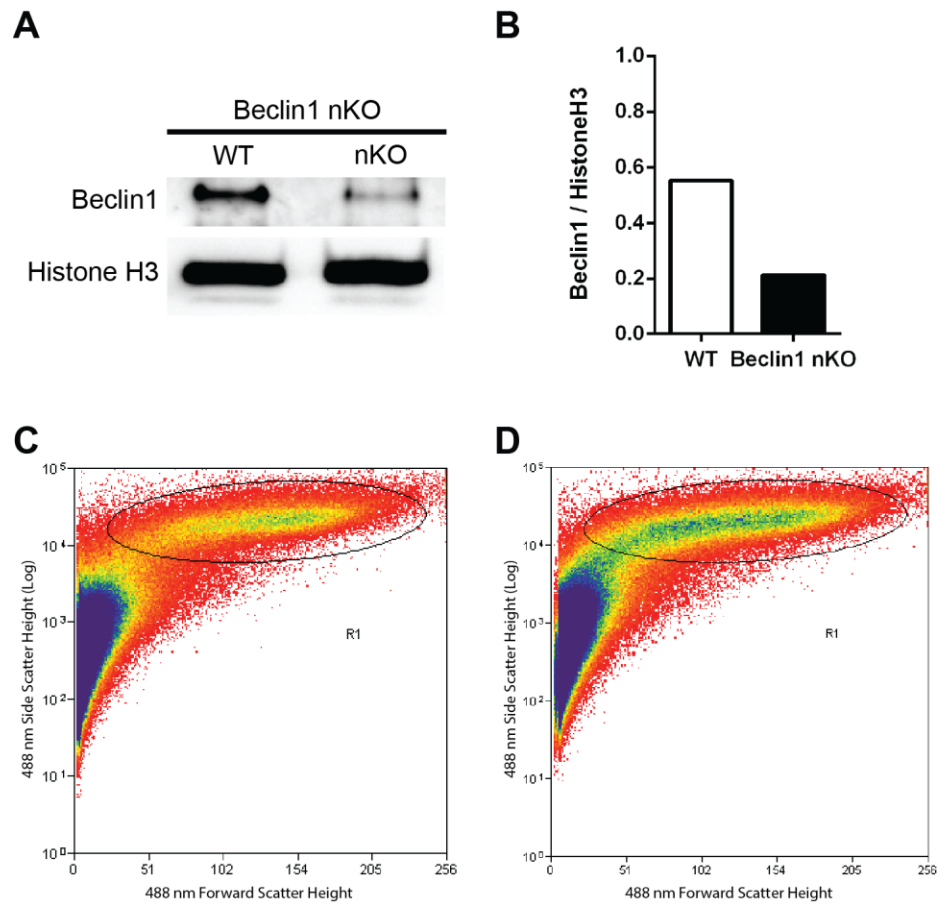 A
Beclin1 nKO
WT nKO
Beclin1
Histone H3
B
Beclin1 / HistoneH3
1.0
0.8
0.6
0.4
0.2
0.0
WT Beclin1 nKO
C
488 nm Side Scatter Height (Log)
10^5
10^4
10^3
10^2
10^1
10^0
R1
0 51 102 154 205 256
488 nm Forward Scatter Height
D
488 nm Side Scatter Height (Log)
10^5
10^4
10^3
10^2
10^1
10^0
R1
0 51 102 154 205 256
488 nm Forward Scatter Height